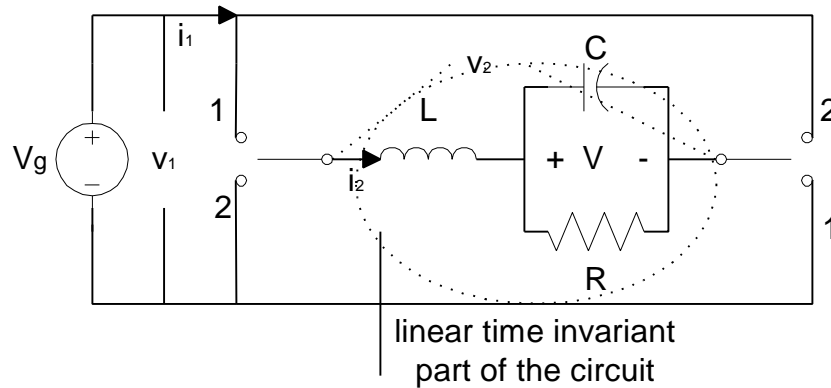 i1
C
v2
1
L
2
+
Vg
v1
+ V -
−
i2
2
1
R
linear time invariant
part of the circuit